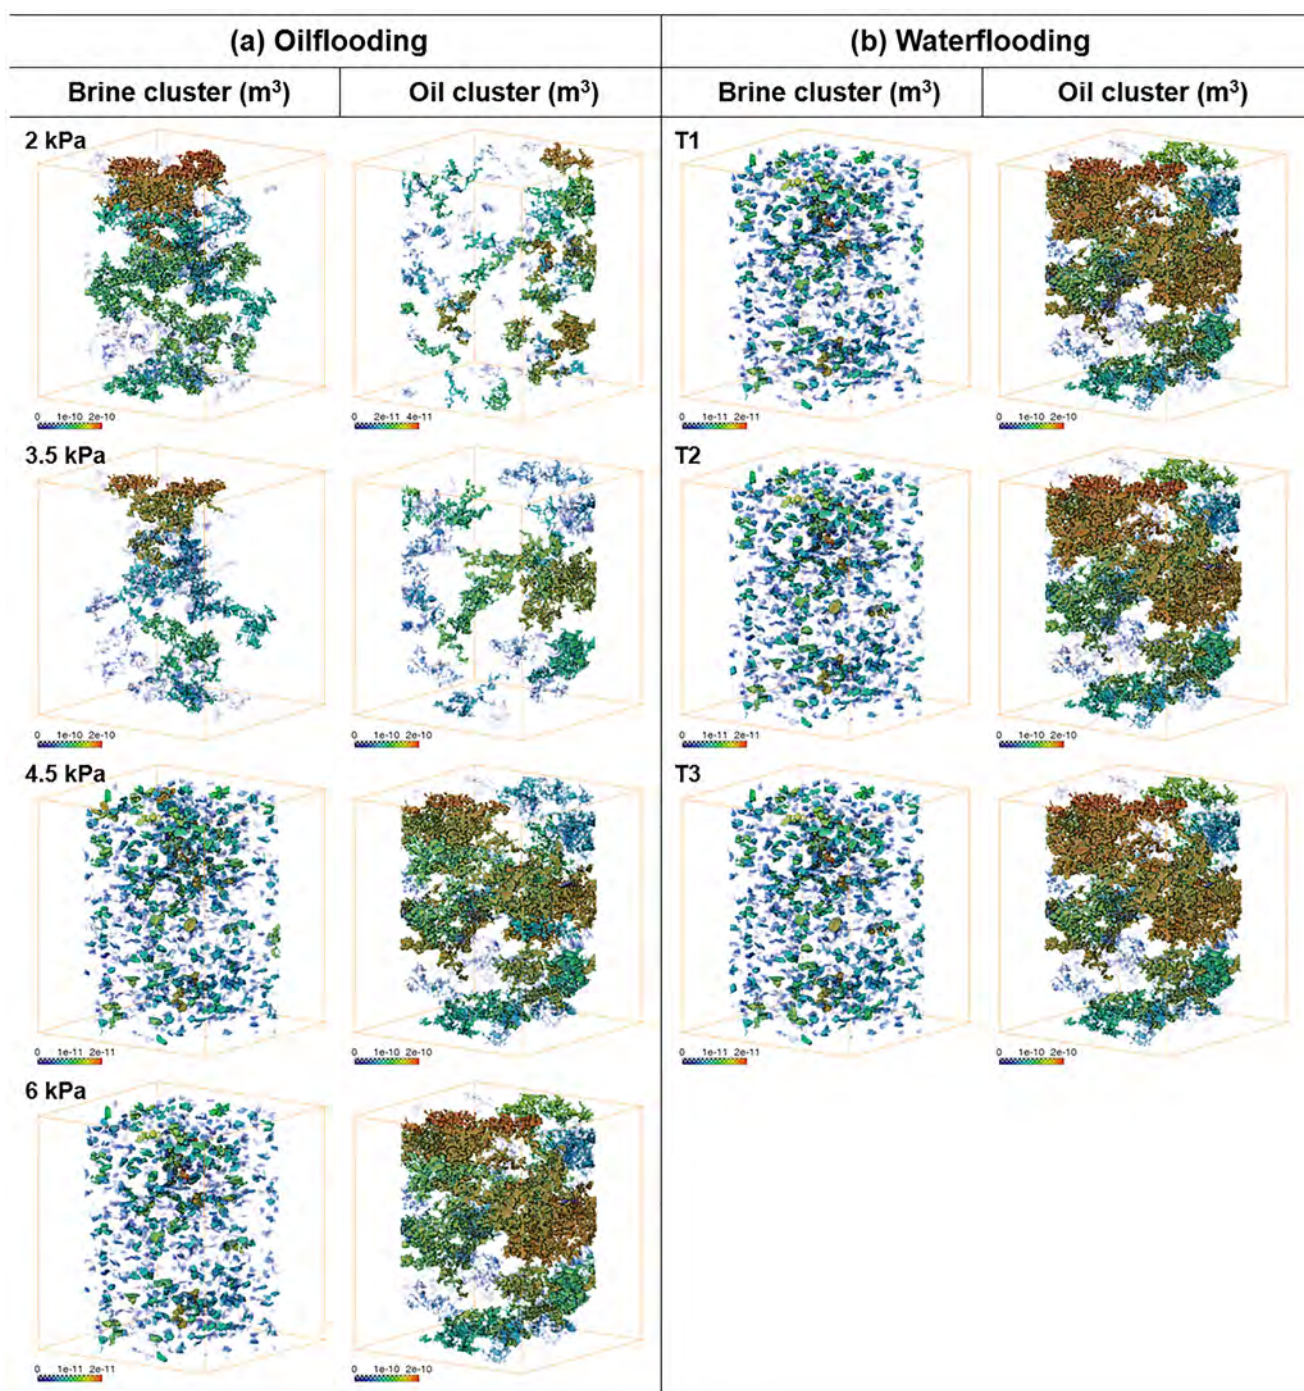 (a) Oilflooding (b) Waterflooding
Brine cluster (m³) Oil cluster (m³) Brine cluster (m³) Oil cluster (m³)
2 kPa T1
0 1e-10 2e-10 0 2e-11 4e-11 0 1e-11 2e-11 0 1e-10 2e-10
3.5 kPa T2
0 1e-10 2e-10 0 1e-10 2e-10 0 1e-11 2e-11 0 1e-10 2e-10
4.5 kPa T3
0 1e-11 2e-11 0 1e-10 2e-10 0 1e-11 2e-11 0 1e-10 2e-10
6 kPa
0 1e-11 2e-11 0 1e-10 2e-10